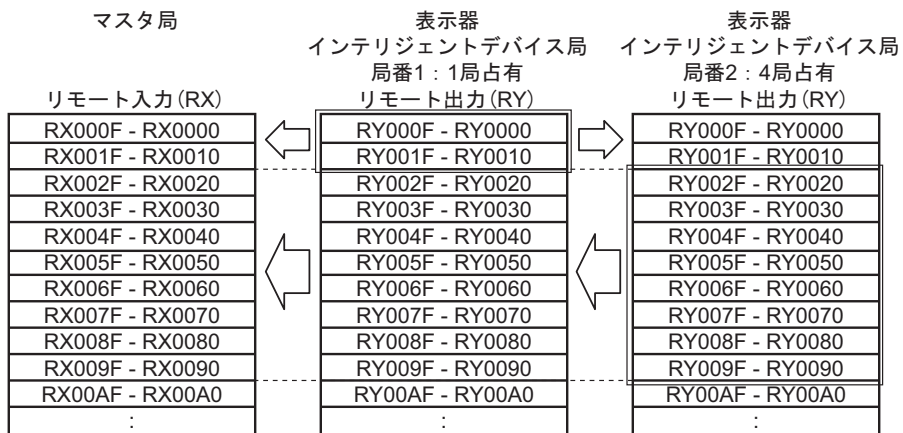 マスタ局
リモート入力(RX)
RX000F - RX0000
RX001F - RX0010
RX002F - RX0020
RX003F - RX0030
RX004F - RX0040
RX005F - RX0050
RX006F - RX0060
RX007F - RX0070
RX008F - RX0080
RX009F - RX0090
RX00AF - RX00A0
:
表示器
インテリジェントデバイス局
局番1：1局占有
リモート出力(RY)
RY000F - RY0000
RY001F - RY0010
RY002F - RY0020
RY003F - RY0030
RY004F - RY0040
RY005F - RY0050
RY006F - RY0060
RY007F - RY0070
RY008F - RY0080
RY009F - RY0090
RY00AF - RY00A0
:
表示器
インテリジェントデバイス局
局番2：4局占有
リモート出力(RY)
RY000F - RY0000
RY001F - RY0010
RY002F - RY0020
RY003F - RY0030
RY004F - RY0040
RY005F - RY0050
RY006F - RY0060
RY007F - RY0070
RY008F - RY0080
RY009F - RY0090
RY00AF - RY00A0
: